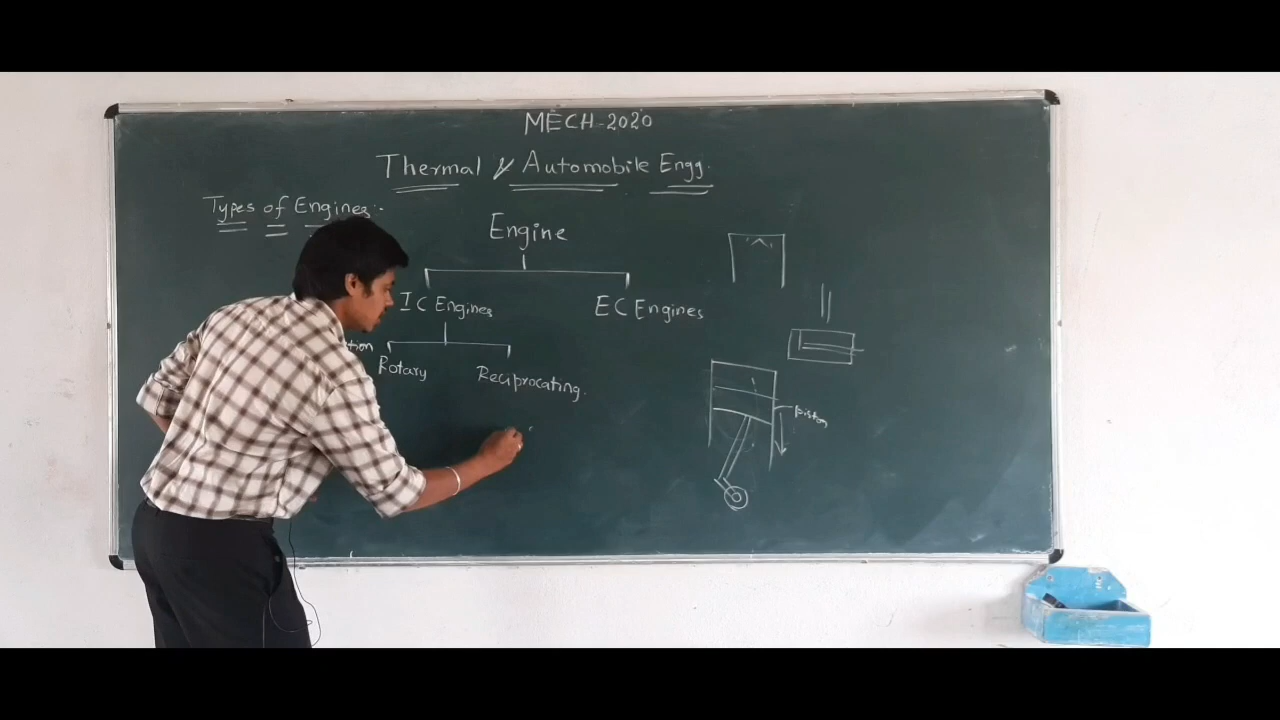 MECH-2020
Thermal & Automobile Engg.
Types of Engines:-
Engine
IC Engines
EC Engines
Rotary
Reciprocating.
piston